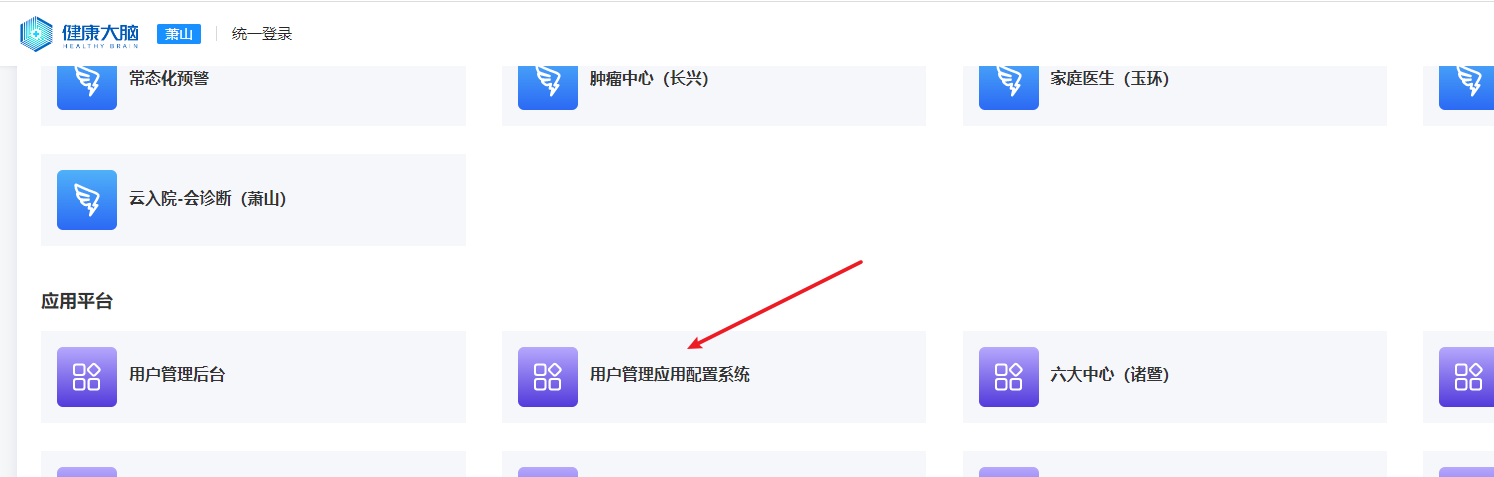 健康大脑
HEALTHY BRAIN
萧山
统一登录
常态化预警
肿瘤中心（长兴）
家庭医生（玉环）
云入院-会诊断（萧山）
应用平台
用户管理后台
用户管理应用配置系统
六大中心（诸暨）